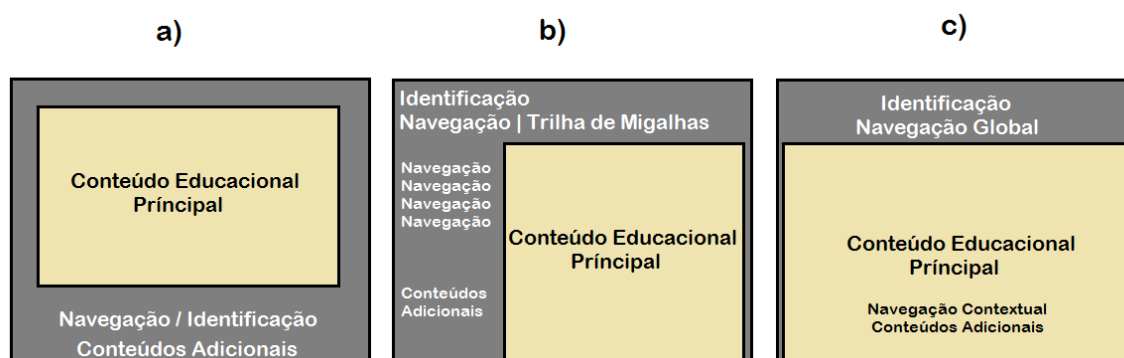 a)
Conteúdo Educacional
Príncipal
Navegação / Identificação
Conteúdos Adicionais
b)
Identificação
Navegação | Trilha de Migalhas
Navegação
Navegação
Navegação
Navegação
Conteúdos
Adicionais
Conteúdo Educacional
Príncipal
c)
Identificação
Navegação Global
Conteúdo Educacional
Príncipal
Navegação Contextual
Conteúdos Adicionais